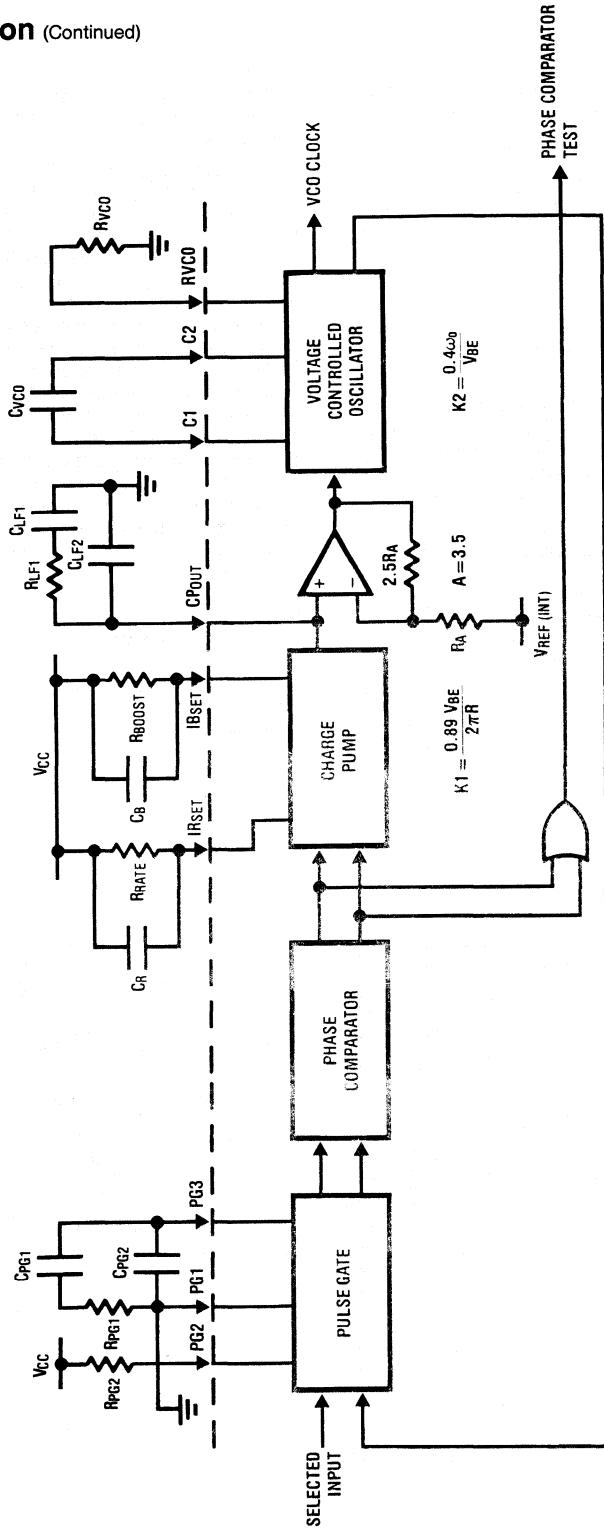 on (Continued)
SELECTED
INPUT
VCC
RPG2
RPG1
CPG1
CPG2
PG2
PG1
PG3
PULSE GATE
PHASE
COMPARATOR
CR
RRATE
IRSET
VCC
CB
RBOOST
IBSET
CHARGE
PUMP
K1 = 0.89 VBE
2πR
CPOUT
RLF1
CLF1
CLF2
2.5RA
RA
A = 3.5
VREF (INT)
CVCO
C1
C2
RVCO
RVCO
VOLTAGE
CONTROLLED
OSCILLATOR
K2 = 0.4ω0
VBE
VCO CLOCK
PHASE COMPARATOR
TEST
+
−